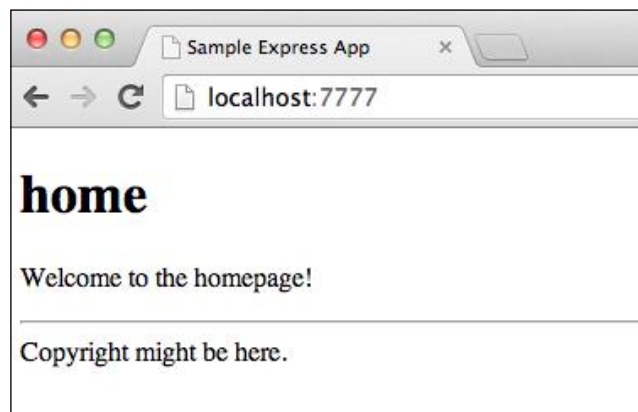 Sample Express App
localhost:7777
home
Welcome to the homepage!
Copyright might be here.